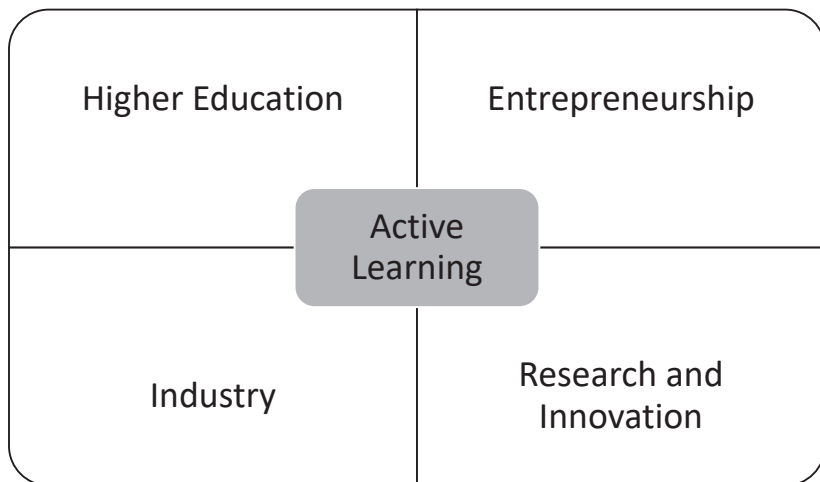 Higher Education
Entrepreneurship
Active
Learning
Industry
Research and
Innovation